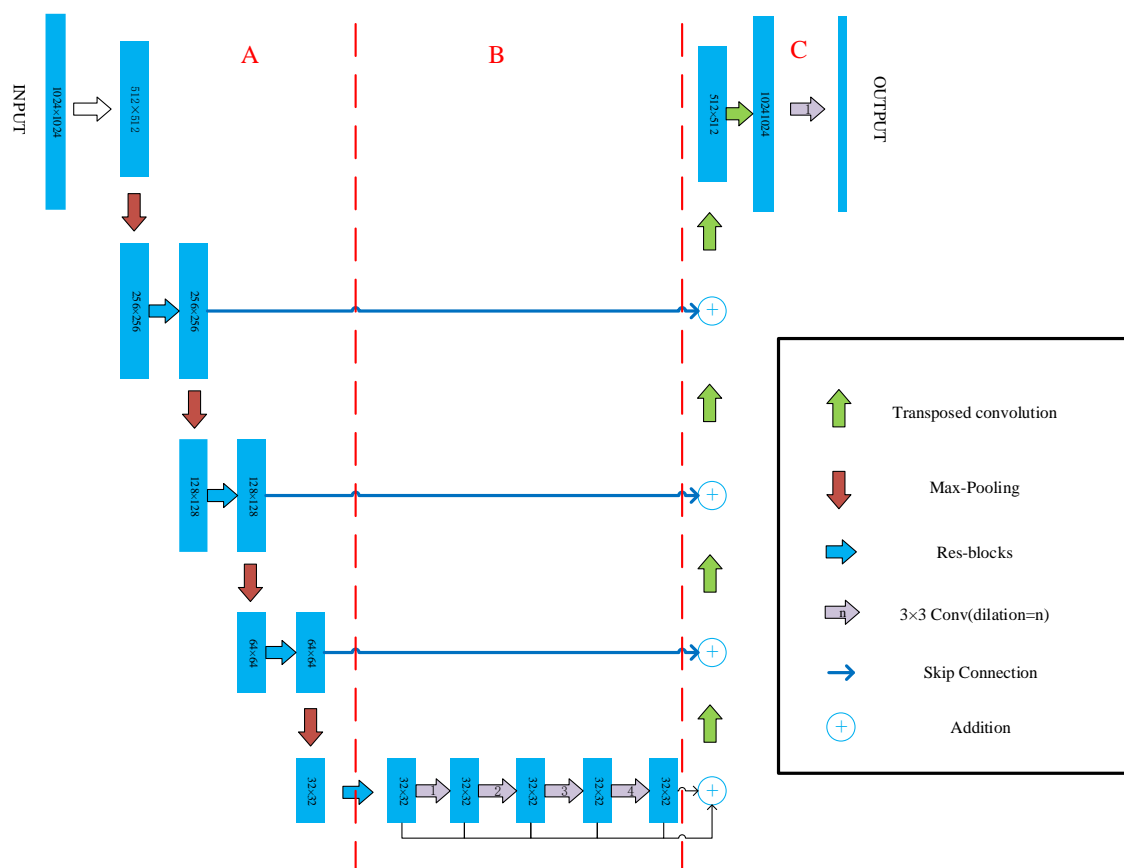 A
B
C
INPUT
1024×1024
512×512
512×512
10241024
1
OUTPUT
256×256
256×256
128×128
128×128
64×64
64×64
32×32
32×32
1
32×32
2
32×32
3
32×32
4
32×32
Transposed convolution
Max-Pooling
Res-blocks
n
3×3 Conv(dilation=n)
Skip Connection
Addition